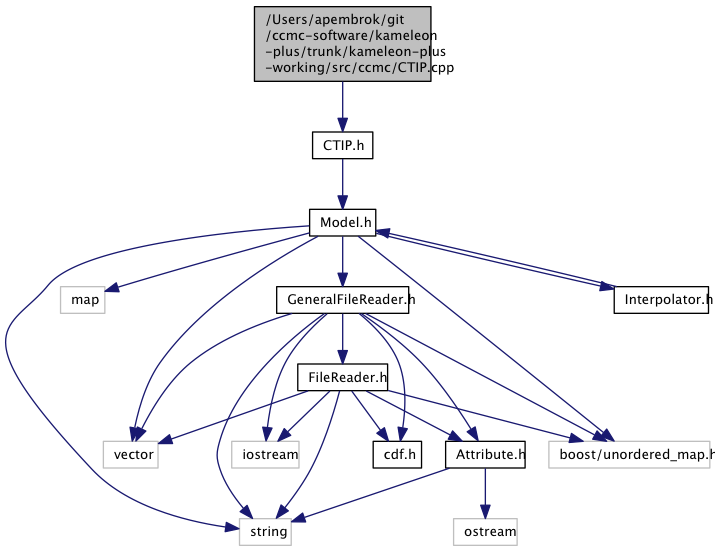 /Users/apembrok/git
/ccmc-software/kameleon
-plus/trunk/kameleon-plus
-working/src/ccmc/CTIP.cpp
CTIP.h
Model.h
map
GeneralFileReader.h
Interpolator.h
FileReader.h
vector
iostream
cdf.h
Attribute.h
boost/unordered_map.h
string
ostream